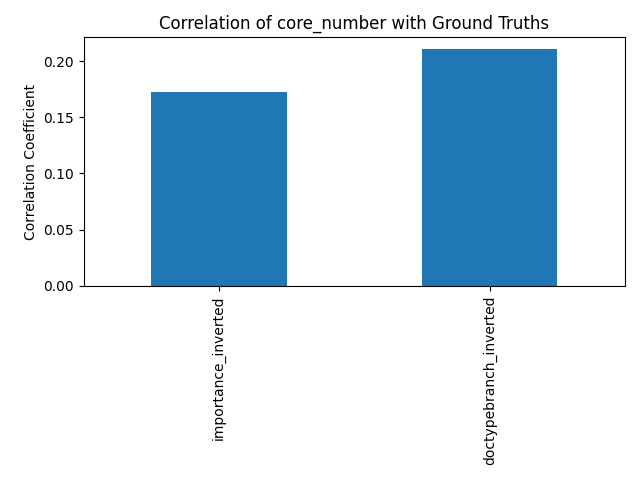 Correlation of core_number with Ground Truths
Correlation Coefficient
0.20
0.15
0.10
0.05
0.00
importance_inverted
doctypebranch_inverted